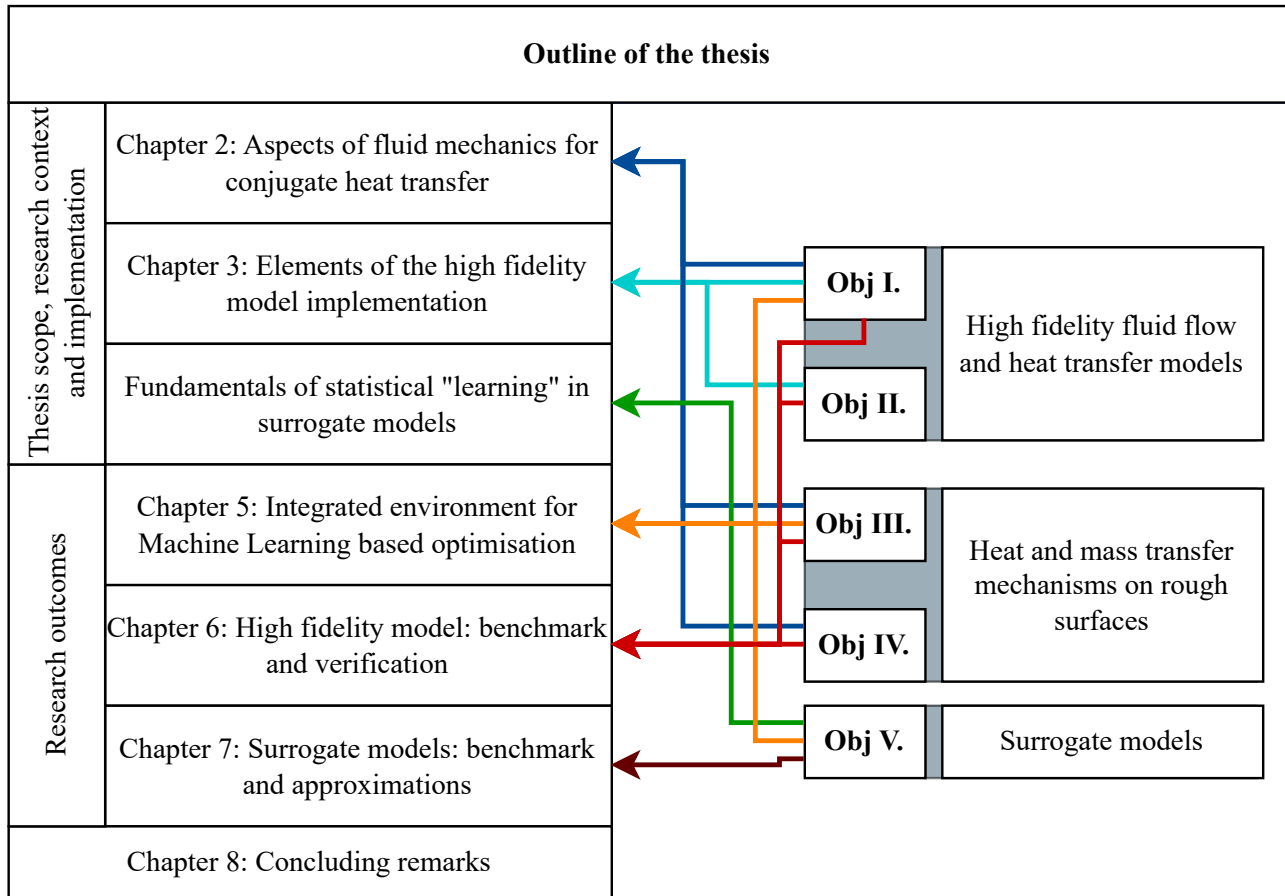 Outline of the thesis
Thesis scope, research context
and implementation
Chapter 2: Aspects of fluid mechanics for
conjugate heat transfer
Chapter 3: Elements of the high fidelity
model implementation
Fundamentals of statistical "learning" in
surrogate models
Research outcomes
Chapter 5: Integrated environment for
Machine Learning based optimisation
Chapter 6: High fidelity model: benchmark
and verification
Chapter 7: Surrogate models: benchmark
and approximations
Chapter 8: Concluding remarks
Obj I.
Obj II.
High fidelity fluid flow
and heat transfer models
Obj III.
Obj IV.
Heat and mass transfer
mechanisms on rough
surfaces
Obj V.
Surrogate models